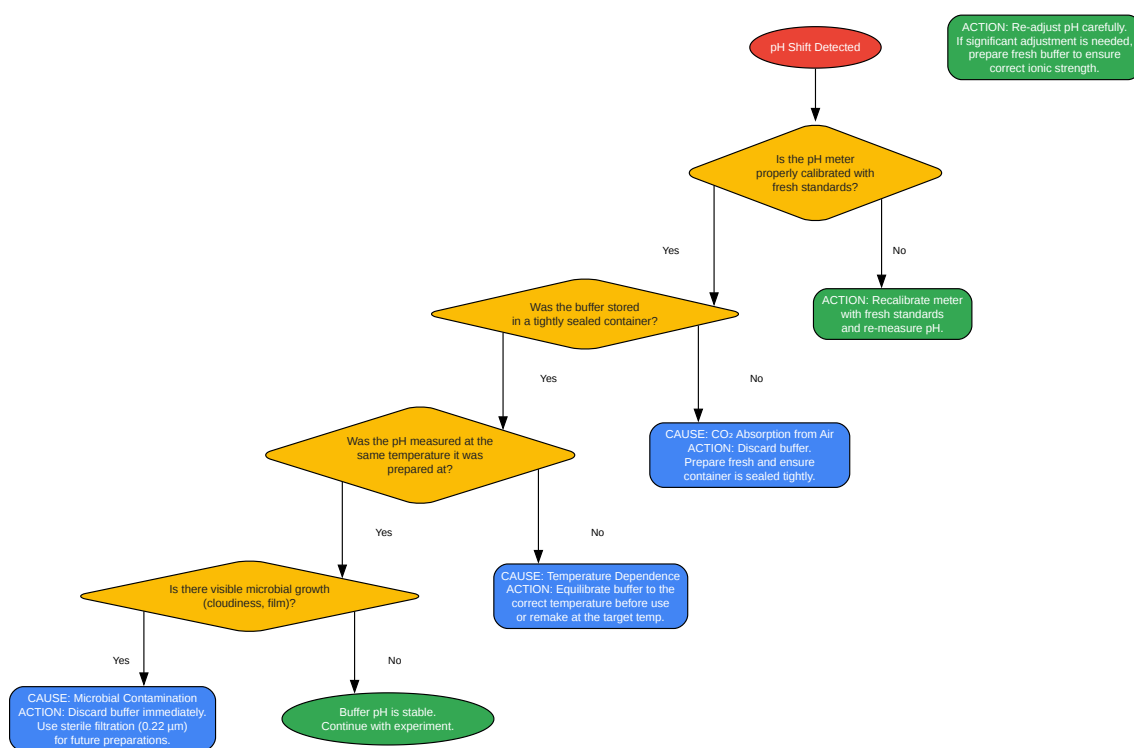 pH Shift Detected
ACTION: Re-adjust pH carefully.
If significant adjustment is needed,
prepare fresh buffer to ensure
correct ionic strength.
Is the pH meter
properly calibrated with
fresh standards?
Yes
No
Was the buffer stored
in a tightly sealed container?
ACTION: Recalibrate meter
with fresh standards
and re-measure pH.
Yes
No
Was the pH measured at the
same temperature it was
prepared at?
CAUSE: CO₂ Absorption from Air
ACTION: Discard buffer.
Prepare fresh and ensure
container is sealed tightly.
Yes
No
Is there visible microbial growth
(cloudiness, film)?
CAUSE: Temperature Dependence
ACTION: Equilibrate buffer to the
correct temperature before use
or remake at the target temp.
Yes
No
CAUSE: Microbial Contamination
ACTION: Discard buffer immediately.
Use sterile filtration (0.22 µm)
for future preparations.
Buffer pH is stable.
Continue with experiment.